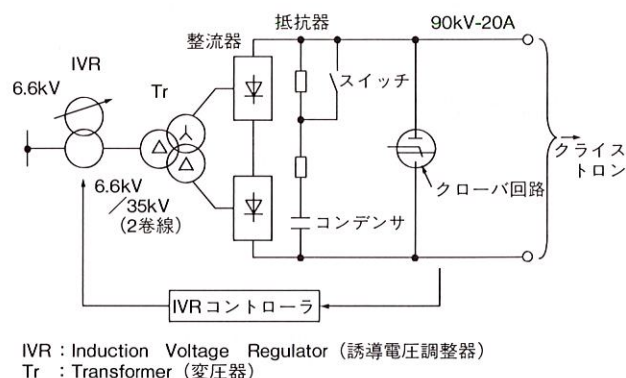 抵抗器
90kV-20A
整流器
IVR
スイッチ
6.6kV
Tr
クライス
トロン
クローバ回路
6.6kV
／35kV
(2巻線)
コンデンサ
IVRコントローラ
IVR：Induction Voltage Regulator（誘導電圧調整器）
Tr：Transformer（変圧器）